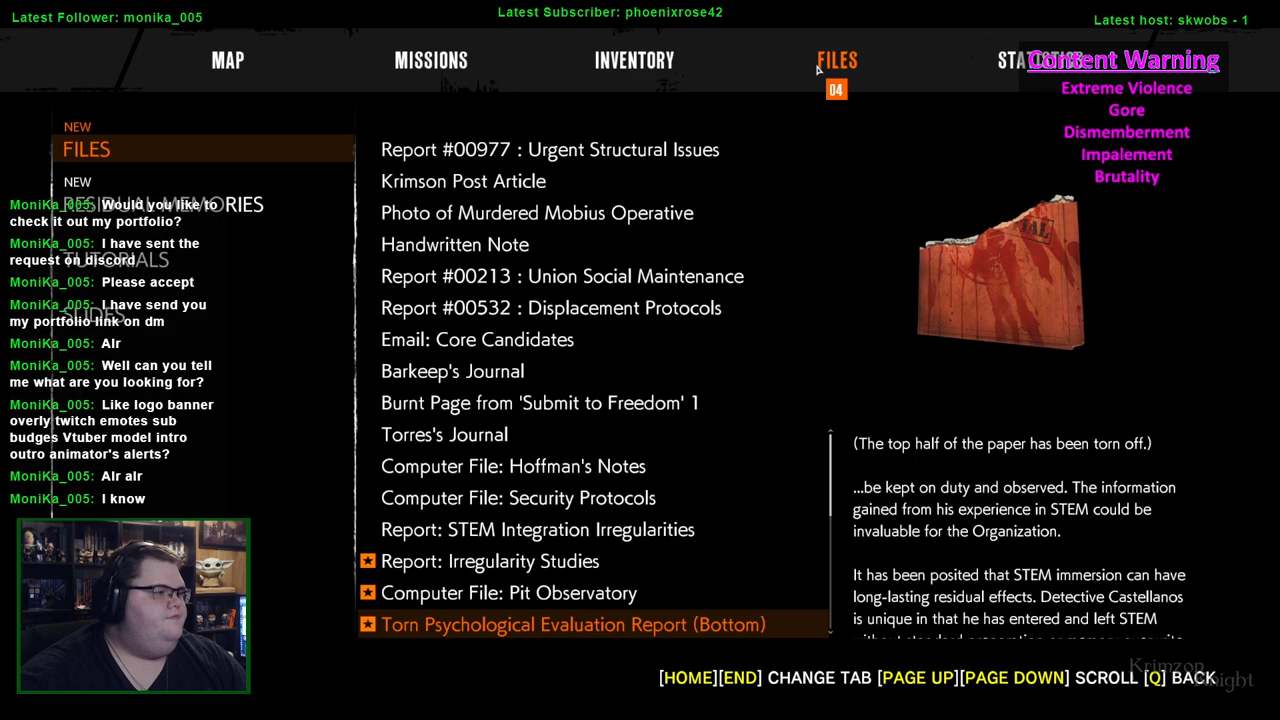 Latest Follower: monika_005
Latest Subscriber: phoenixrose42
Latest host: skwobs - 1
MAP
MISSIONS
INVENTORY
FILES
04
Content Warning
Extreme Violence
Gore
Dismemberment
Impalement
Brutality
NEW
FILES
NEW
RESIDUAL MEMORIES
TUTORIALS
SLIDES
MoniKa_005: Would you like to
check it out my portfolio?
MoniKa_005: I have sent the
request on discord
MoniKa_005: Please accept
MoniKa_005: I have send you
my portfolio link on dm
MoniKa_005: Alr
MoniKa_005: Well can you tell
me what are you looking for?
MoniKa_005: Like logo banner
overly twitch emotes sub
budges Vtuber model intro
outro animator's alerts?
MoniKa_005: Alr alr
MoniKa_005: I know
Report #00977 : Urgent Structural Issues
Krimson Post Article
Photo of Murdered Mobius Operative
Handwritten Note
Report #00213 : Union Social Maintenance
Report #00532 : Displacement Protocols
Email: Core Candidates
Barkeep's Journal
Burnt Page from 'Submit to Freedom' 1
Torres's Journal
Computer File: Hoffman's Notes
Computer File: Security Protocols
Report: STEM Integration Irregularities
Report: Irregularity Studies
Computer File: Pit Observatory
Torn Psychological Evaluation Report (Bottom)
(The top half of the paper has been torn off.)
...be kept on duty and observed. The information
gained from his experience in STEM could be
invaluable for the Organization.
It has been posited that STEM immersion can have
long-lasting residual effects. Detective Castellanos
is unique in that he has entered and left STEM
[HOME][END] CHANGE TAB [PAGE UP][PAGE DOWN] SCROLL [Q] BACK
Krimzon
Knight